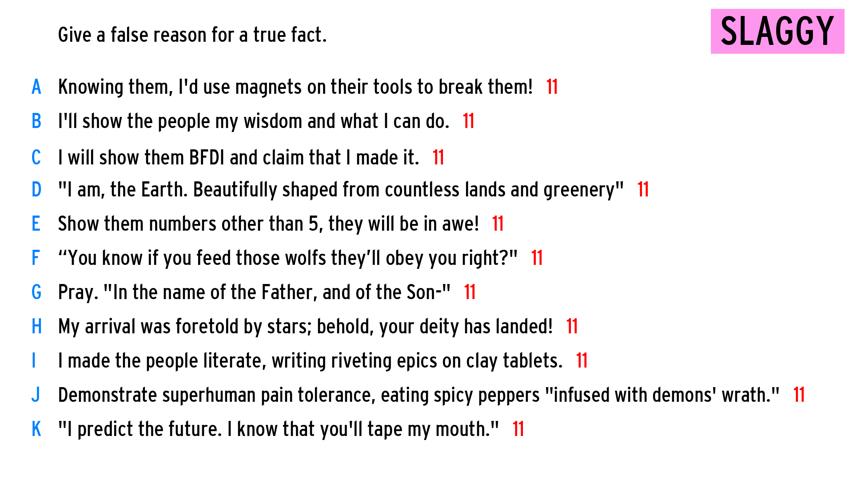 Give a false reason for a true fact.
SLAGGY
A Knowing them, I'd use magnets on their tools to break them! 11
B I'll show the people my wisdom and what I can do. 11
C I will show them BFDI and claim that I made it. 11
D "I am, the Earth. Beautifully shaped from countless lands and greenery" 11
E Show them numbers other than 5, they will be in awe! 11
F “You know if you feed those wolfs they’ll obey you right?" 11
G Pray. "In the name of the Father, and of the Son-" 11
H My arrival was foretold by stars; behold, your deity has landed! 11
I I made the people literate, writing riveting epics on clay tablets. 11
J Demonstrate superhuman pain tolerance, eating spicy peppers "infused with demons' wrath." 11
K "I predict the future. I know that you'll tape my mouth." 11